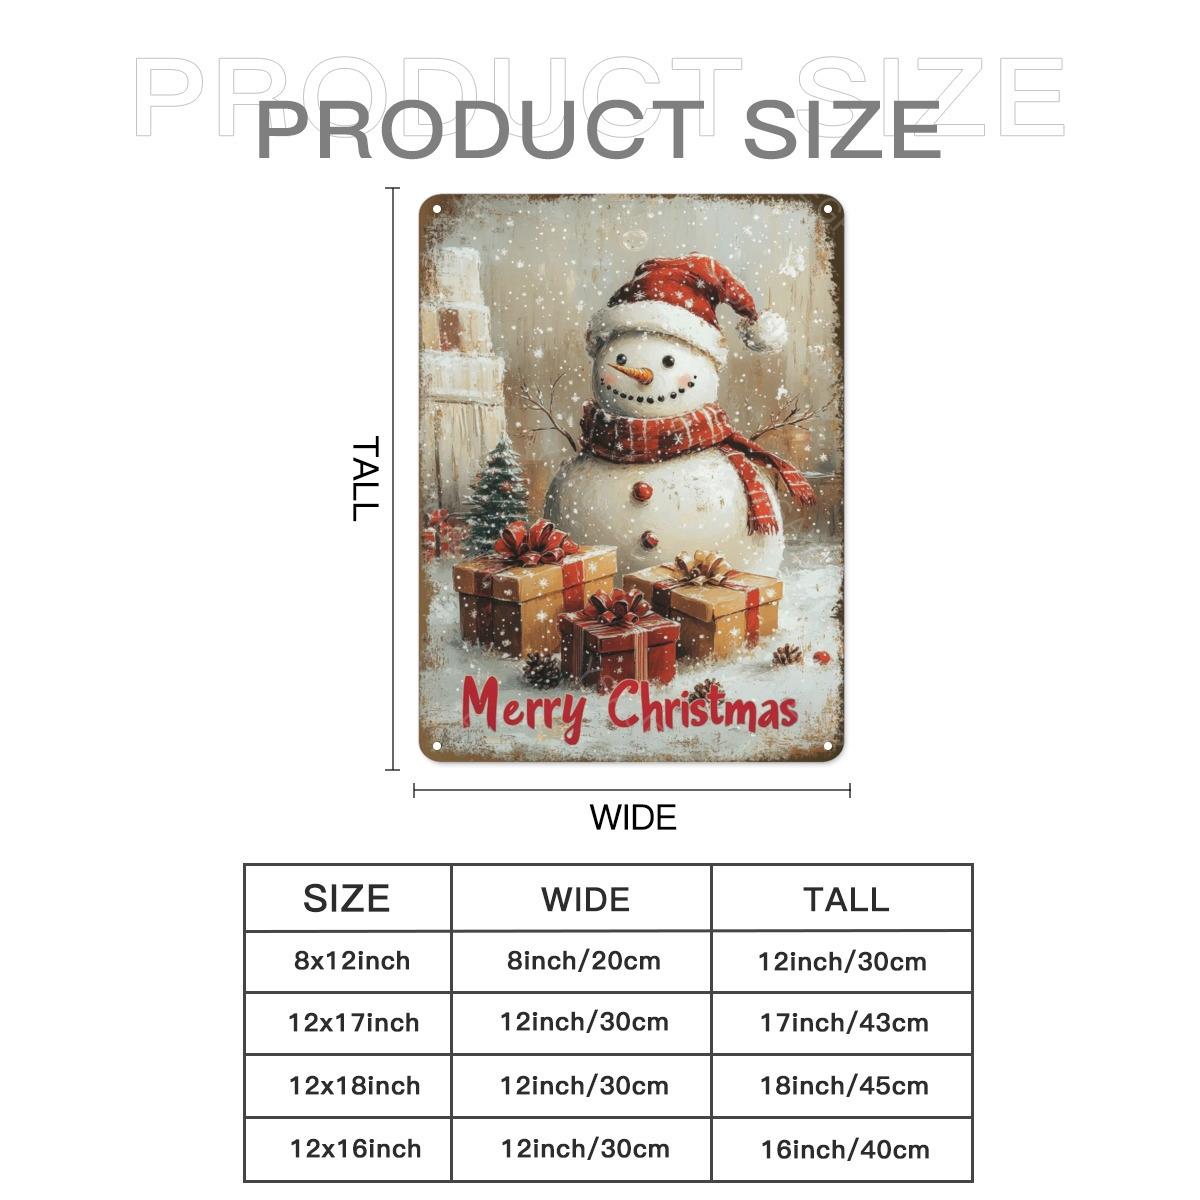 PRODUCT SIZE
PRODUCT SIZE
TALL
Merry Christmas
WIDE
SIZE WIDE TALL
8x12inch 8inch/20cm 12inch/30cm
12x17inch 12inch/30cm 17inch/43cm
12x18inch 12inch/30cm 18inch/45cm
12x16inch 12inch/30cm 16inch/40cm